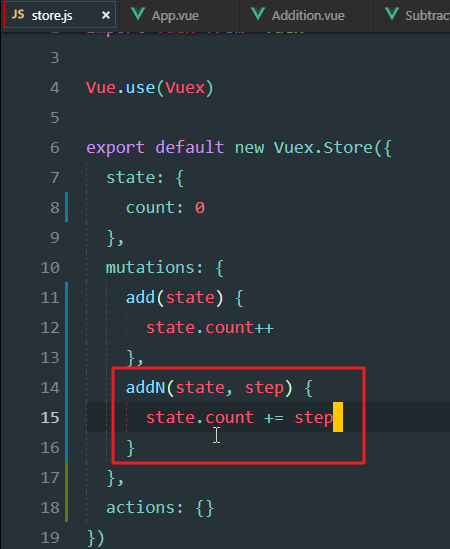 JS store.js × App.vue Addition.vue Subtract
2
3
4 Vue.use(Vuex)
5
6 export default new Vuex.Store({
7 state: {
8 count: 0
9 },
10 mutations: {
11 add(state) {
12 state.count++
13 },
14 addN(state, step) {
15 state.count += step
16 }
17 },
18 actions: {}
19 })